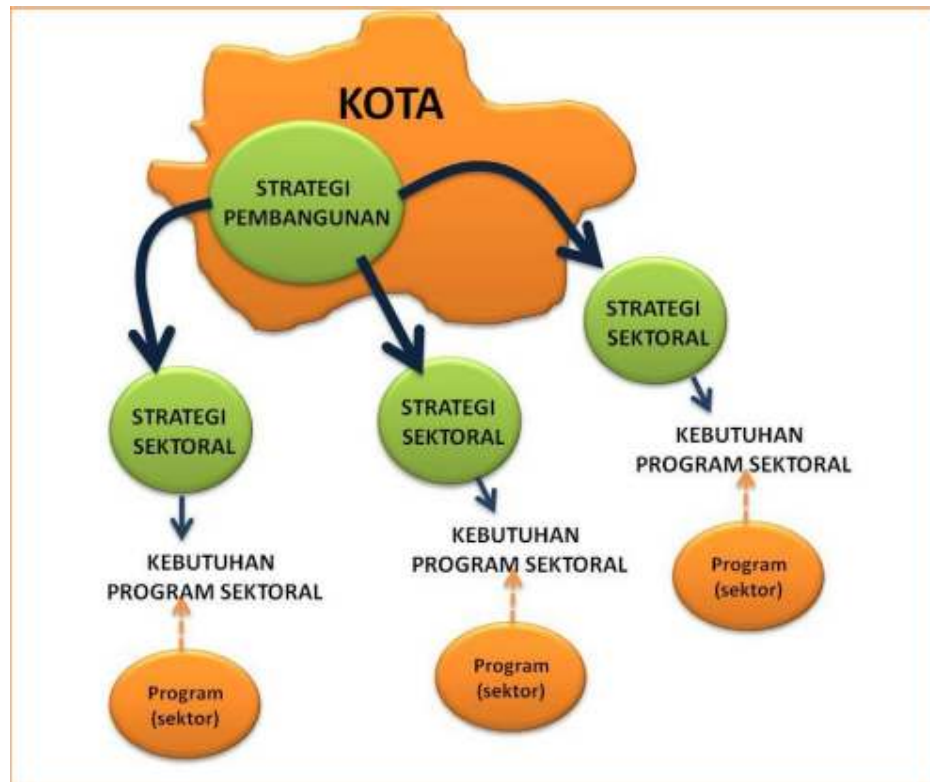 KOTA
STRATEGI
PEMBANGUNAN
STRATEGI
SEKTORAL
STRATEGI
SEKTORAL
STRATEGI
SEKTORAL
KEBUTUHAN
PROGRAM SEKTORAL
KEBUTUHAN
PROGRAM SEKTORAL
KEBUTUHAN
PROGRAM SEKTORAL
Program
(sektor)
Program
(sektor)
Program
(sektor)